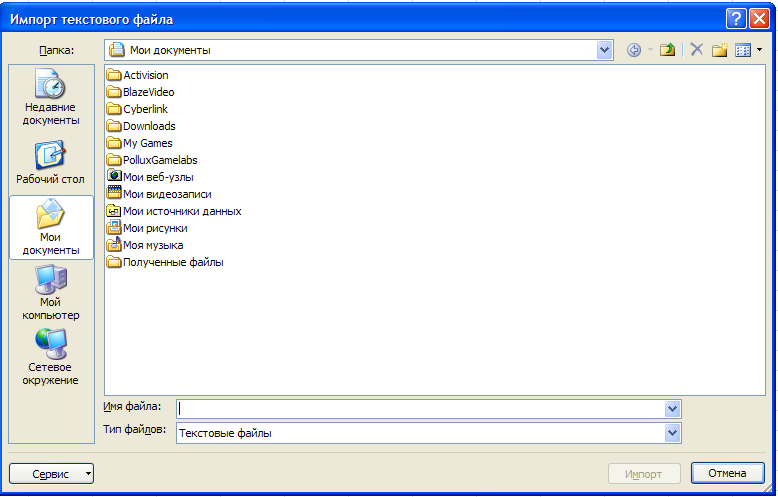 Импорт текстового файла
Папка:
Мои документы
Недавние
документы
Рабочий стол
Мои
документы
Мой
компьютер
Сетевое
окружение
Activision
BlazeVideo
Cyberlink
Downloads
My Games
PolluxGamelabs
Мои веб-узлы
Мои видеозаписи
Мои источники данных
Мои рисунки
Моя музыка
Полученные файлы
Имя файла:
Тип файлов:
Текстовые файлы
Сервис
Импорт
Отмена